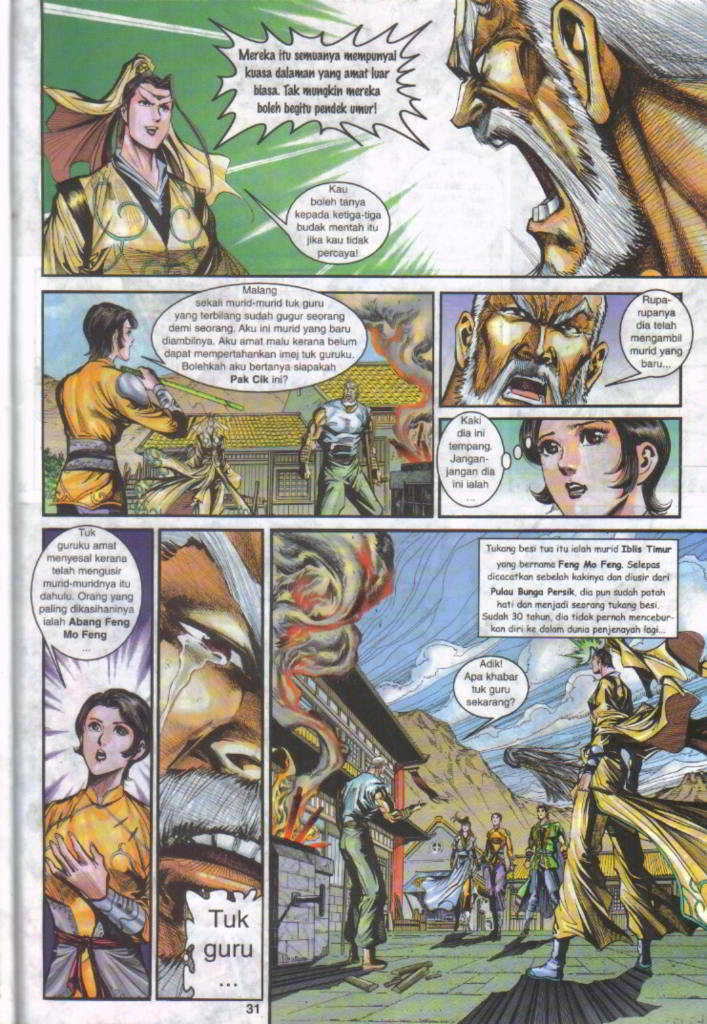 Mereka itu semuanya mempunyai
kuasa dalaman yang amat luar
biasa. Tak mungkin mereka
boleh begitu pendek umur!
Kau
boleh tanya
kepada ketiga-tiga
budak mentah itu
jika kau tidak
percaya!
Malang
sekali murid-murid tuk guru
yang terbilang sudah gugur seorang
demi seorang. Aku ini murid yang baru
diambilnya. Aku amat malu kerana belum
dapat mempertahankan imej tuk guruku.
Bolehkah aku bertanya siapakah
Pak Cik ini?
Rupa-
rupanya
dia telah
mengambil
murid yang
baru...
Kaki
dia ini
tempang.
Jangan-
jangan dia
ini ialah
...
Tuk
guruku amat
menyesal kerana
telah mengusir
murid-muridnya itu
dahulu. Orang yang
paling dikasihaninya
ialah Abang Feng
Mo Feng
...
Tuk
guru
...
Tukang besi tua itu ialah murid Iblis Timur
yang bernama Feng Mo Feng. Selepas
dicacatkan sebelah kakinya dan diusir dari
Pulau Bunga Persik, dia pun sudah patah
hati dan menjadi seorang tukang besi.
Sudah 30 tahun, dia tidak pernah mencebur-
kan diri ke dalam dunia penjenayah lagi...
Adik!
Apa khabar
tuk guru
sekarang?
31